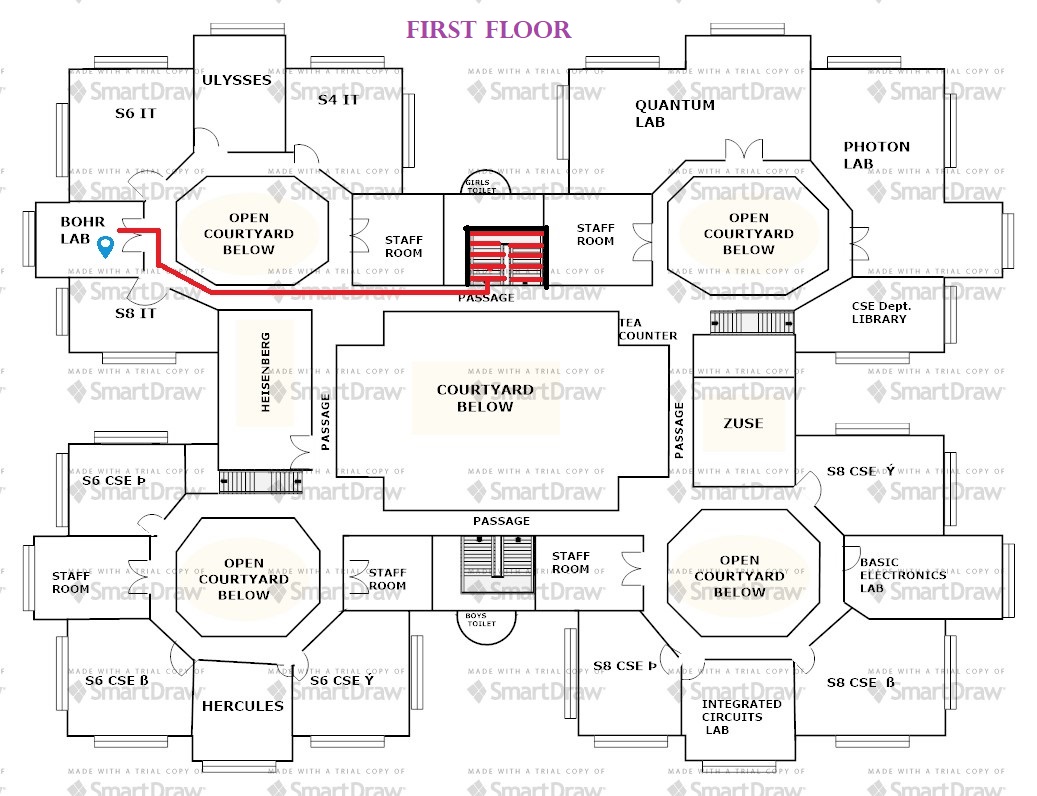 FIRST FLOOR
ULYSSES
S6 IT
S4 IT
QUANTUM
LAB
PHOTON
LAB
GIRLS
TOILET
BOHR
LAB
OPEN
COURTYARD
BELOW
STAFF
ROOM
STAFF
ROOM
OPEN
COURTYARD
BELOW
S8 IT
PASSAGE
TEA
COUNTER
CSE Dept.
LIBRARY
HEISENBERG
PASSAGE
COURTYARD
BELOW
PASSAGE
ZUSE
S6 CSE Þ
S8 CSE Ý
PASSAGE
STAFF
ROOM
OPEN
COURTYARD
BELOW
STAFF
ROOM
STAFF
ROOM
OPEN
COURTYARD
BELOW
BASIC
ELECTRONICS
LAB
BOYS
TOILET
S6 CSE ß
HERCULES
S6 CSE Ý
S8 CSE Þ
INTEGRATED
CIRCUITS
LAB
S8 CSE ß
MADE WITH A TRIAL COPY OF
SmartDraw